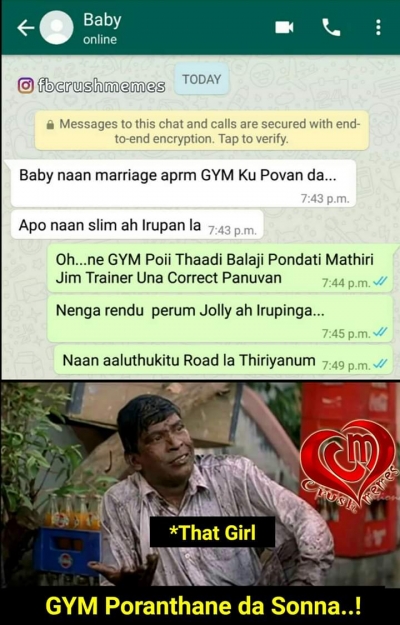 Baby
online
fbcrushmemes
TODAY
Messages to this chat and calls are secured with end-
to-end encryption. Tap to verify.
Baby naan marriage aprm GYM Ku Povan da...
7:43 p.m.
Apo naan slim ah Irupan la 7:43 p.m.
Oh...ne GYM Poii Thaadi Balaji Pondati Mathiri
Jim Trainer Una Correct Panuvan 7:44 p.m.
Nenga rendu perum Jolly ah Irupinga...
7:45 p.m.
Naan aaluthukitu Road la Thiriyanum 7:49 p.m.
CM
Crush memes
*That Girl
GYM Poranthane da Sonna..!